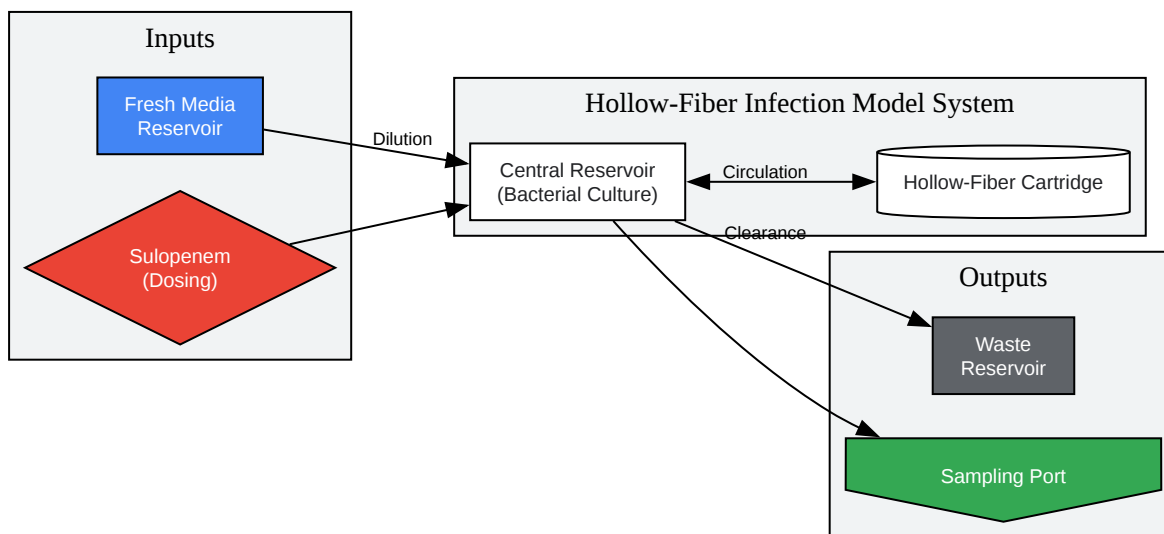 Inputs
Fresh Media
Reservoir
Sulopenem
(Dosing)
Dilution
Hollow-Fiber Infection Model System
Central Reservoir
(Bacterial Culture)
Circulation
Hollow-Fiber Cartridge
Clearance
Outputs
Waste
Reservoir
Sampling Port